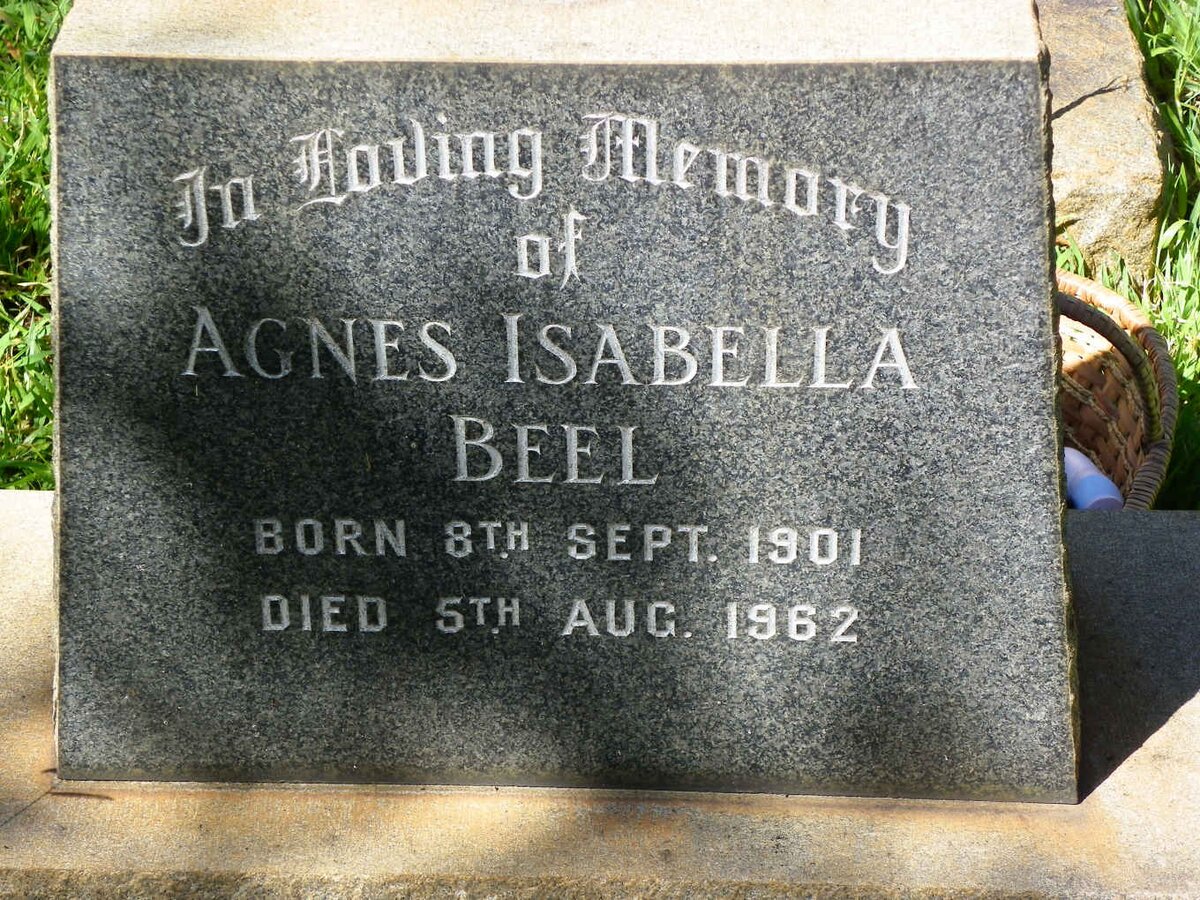 In Loving Memory
of
AGNES ISABELLA
BEEL
BORN 8TH SEPT. 1901
DIED 5TH AUG. 1962